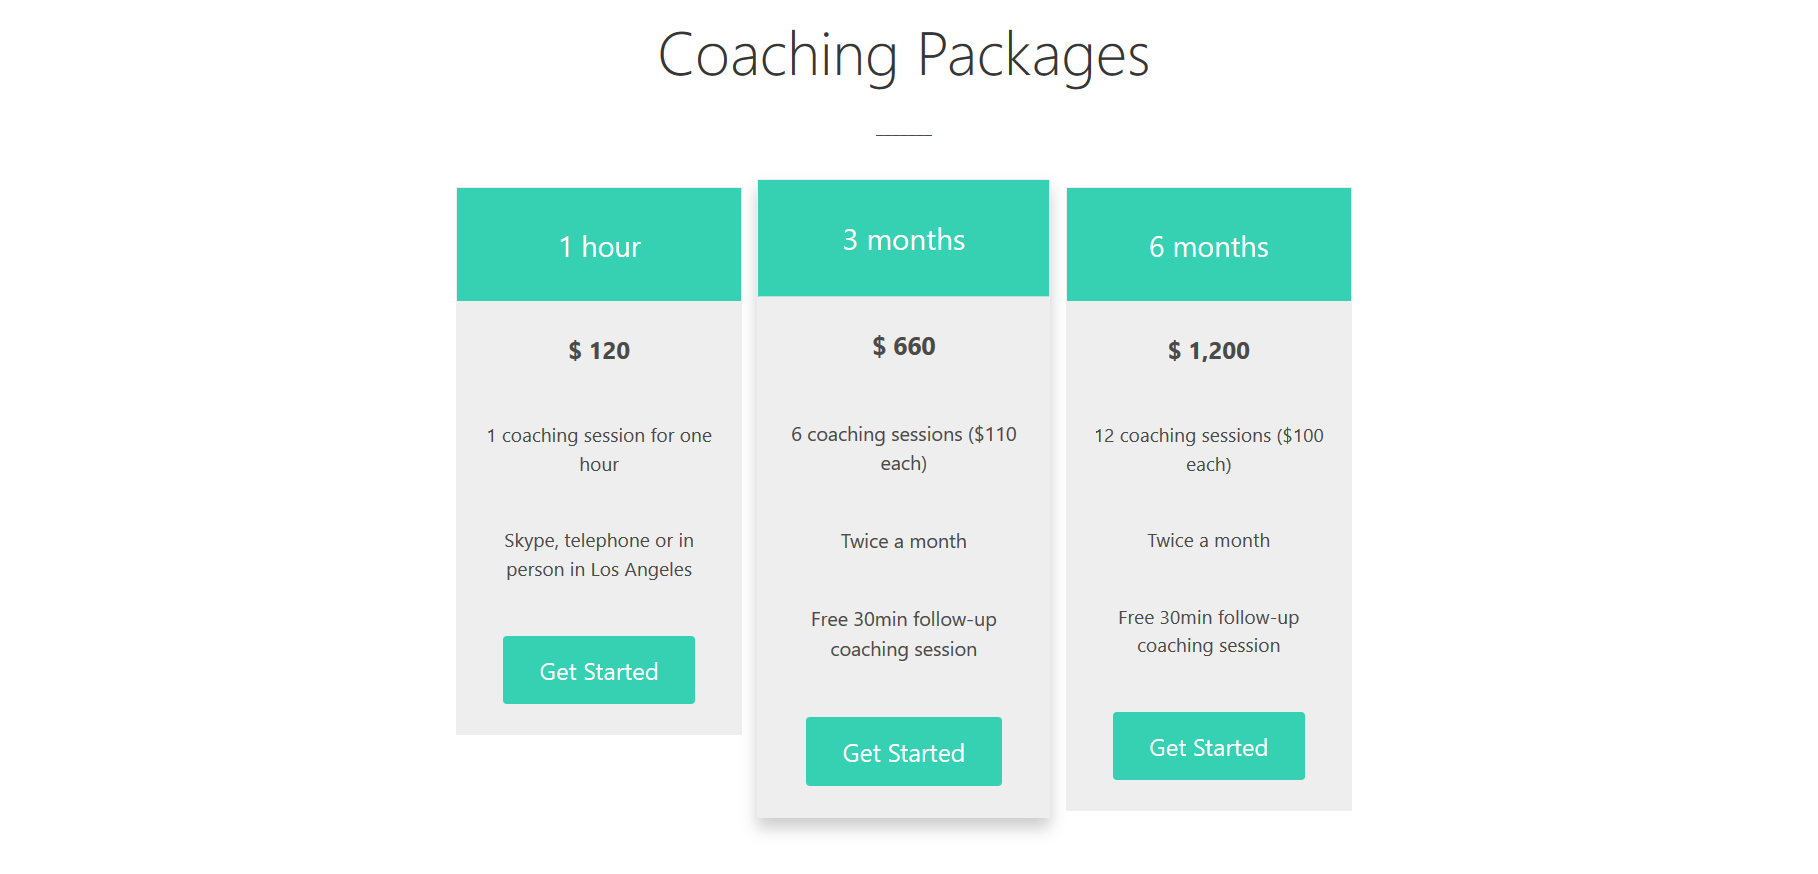 Coaching Packages
1 hour
$ 120
1 coaching session for one
hour
Skype, telephone or in
person in Los Angeles
Get Started
3 months
$ 660
6 coaching sessions ($110
each)
Twice a month
Free 30min follow-up
coaching session
Get Started
6 months
$ 1,200
12 coaching sessions ($100
each)
Twice a month
Free 30min follow-up
coaching session
Get Started